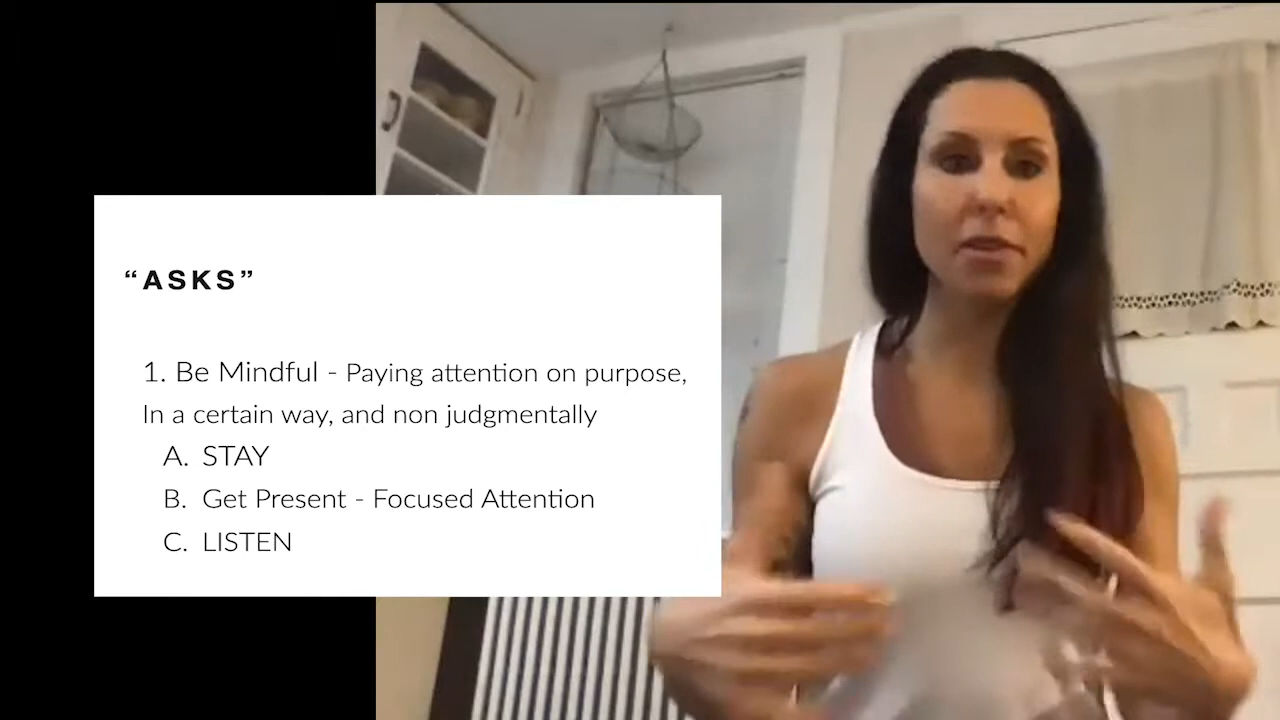 “ASKS”
1. Be Mindful - Paying attention on purpose,
In a certain way, and non judgmentally
A. STAY
B. Get Present - Focused Attention
C. LISTEN